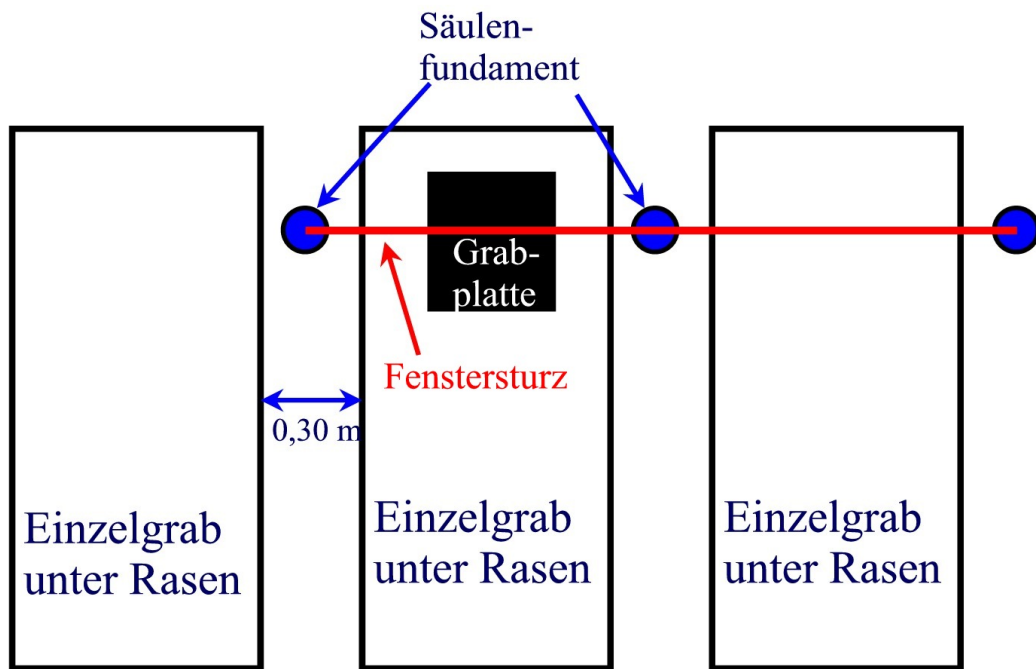 Säulen-
fundament
Grab-
platte
Fenstersturz
0,30 m
Einzelgrab
unter Rasen
Einzelgrab
unter Rasen
Einzelgrab
unter Rasen